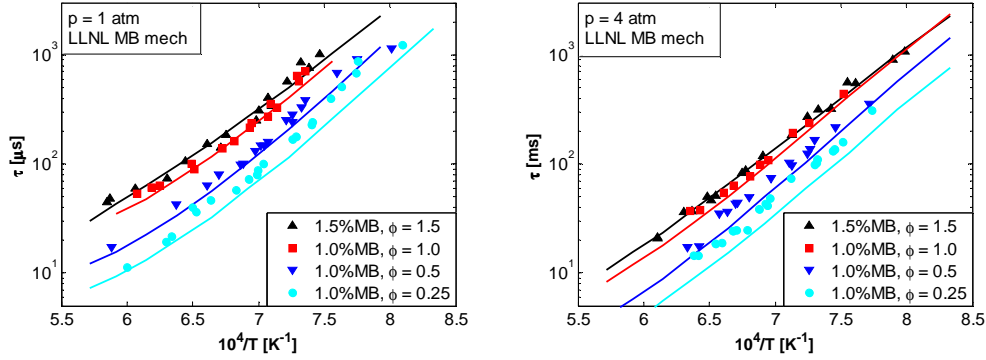 p = 1 atm
LLNL MB mech
τ [μs]
10³
10²
10¹
1.5%MB, ϕ = 1.5
1.0%MB, ϕ = 1.0
1.0%MB, ϕ = 0.5
1.0%MB, ϕ = 0.25
5.5 6 6.5 7 7.5 8 8.5
10⁴/T [K⁻¹]
p = 4 atm
LLNL MB mech
τ [ms]
10³
10²
10¹
1.5%MB, ϕ = 1.5
1.0%MB, ϕ = 1.0
1.0%MB, ϕ = 0.5
1.0%MB, ϕ = 0.25
5.5 6 6.5 7 7.5 8 8.5
10⁴/T [K⁻¹]